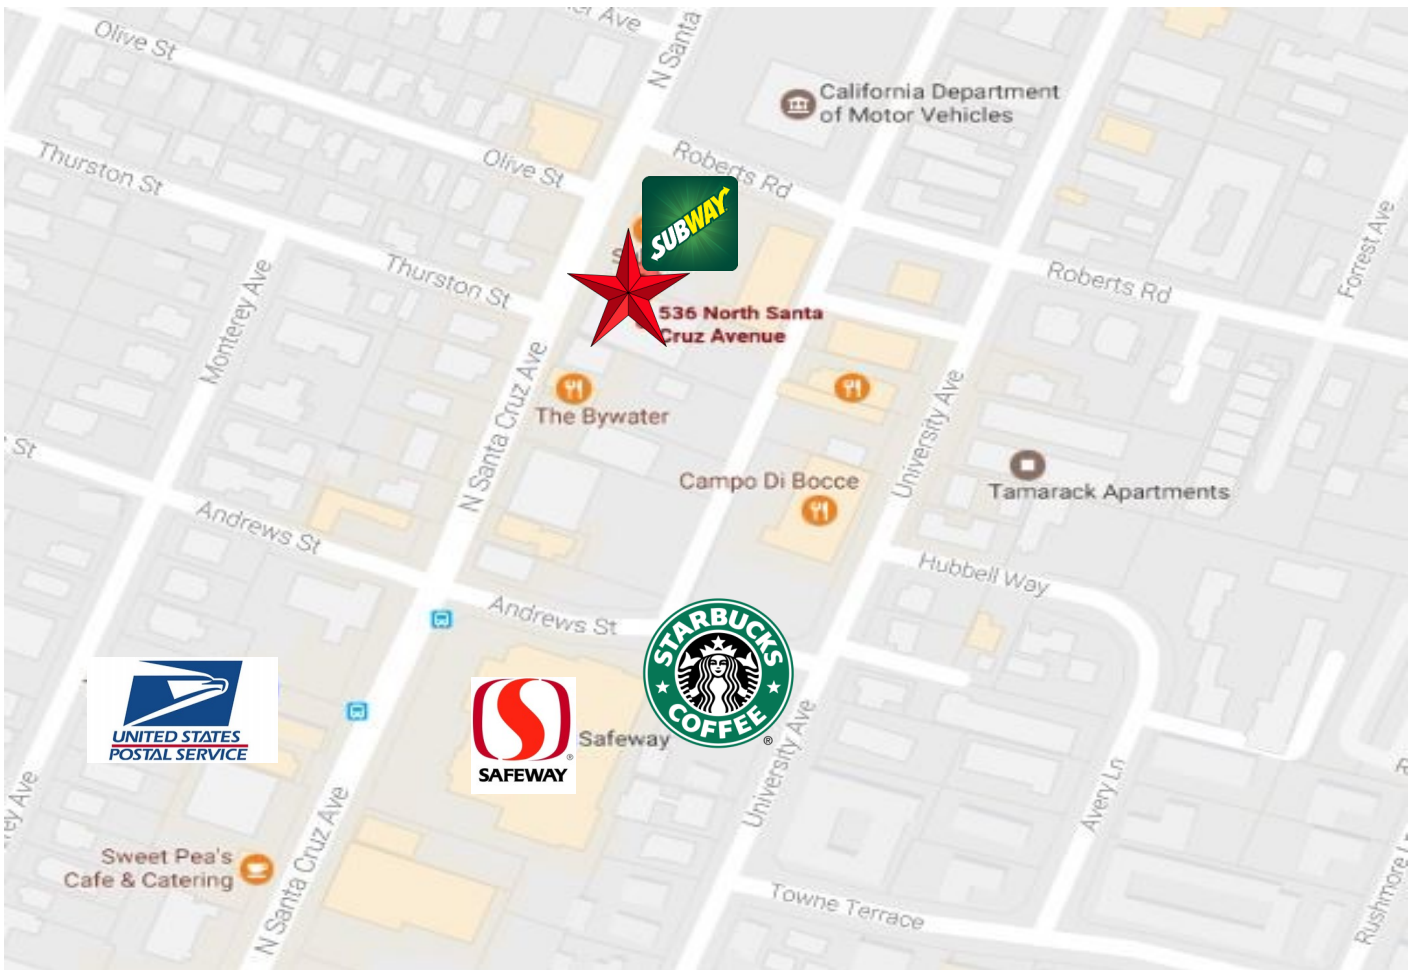 Olive St
er Ave
N Santa
California Department
of Motor Vehicles
Thurston St
Olive St
Roberts Rd
SUBWAY
Forrest Ave
Monterey Ave
Thurston St
Roberts Rd
536 North Santa
Cruz Avenue
N Santa Cruz Ave
The Bywater
University Ave
St
Campo Di Bocce
Tamarack Apartments
Andrews St
Hubbell Way
Andrews St
STARBUCKS
COFFEE
®
UNITED STATES
POSTAL SERVICE
SAFEWAY
®
Safeway
University Ave
Avery Ln
R
rey Ave
N Santa Cruz Ave
Sweet Pea's
Cafe & Catering
Towne Terrace
Rushmore L